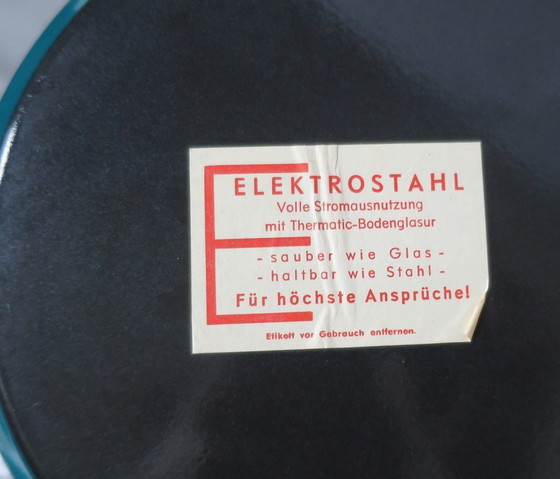 ELEKTROSTAHL
Volle Stromausnutzung
mit Thermatic-Bodenglasur
- sauber wie Glas -
- haltbar wie Stahl -
Für höchste Ansprüche!
Etikett vor Gebrauch entfernen.